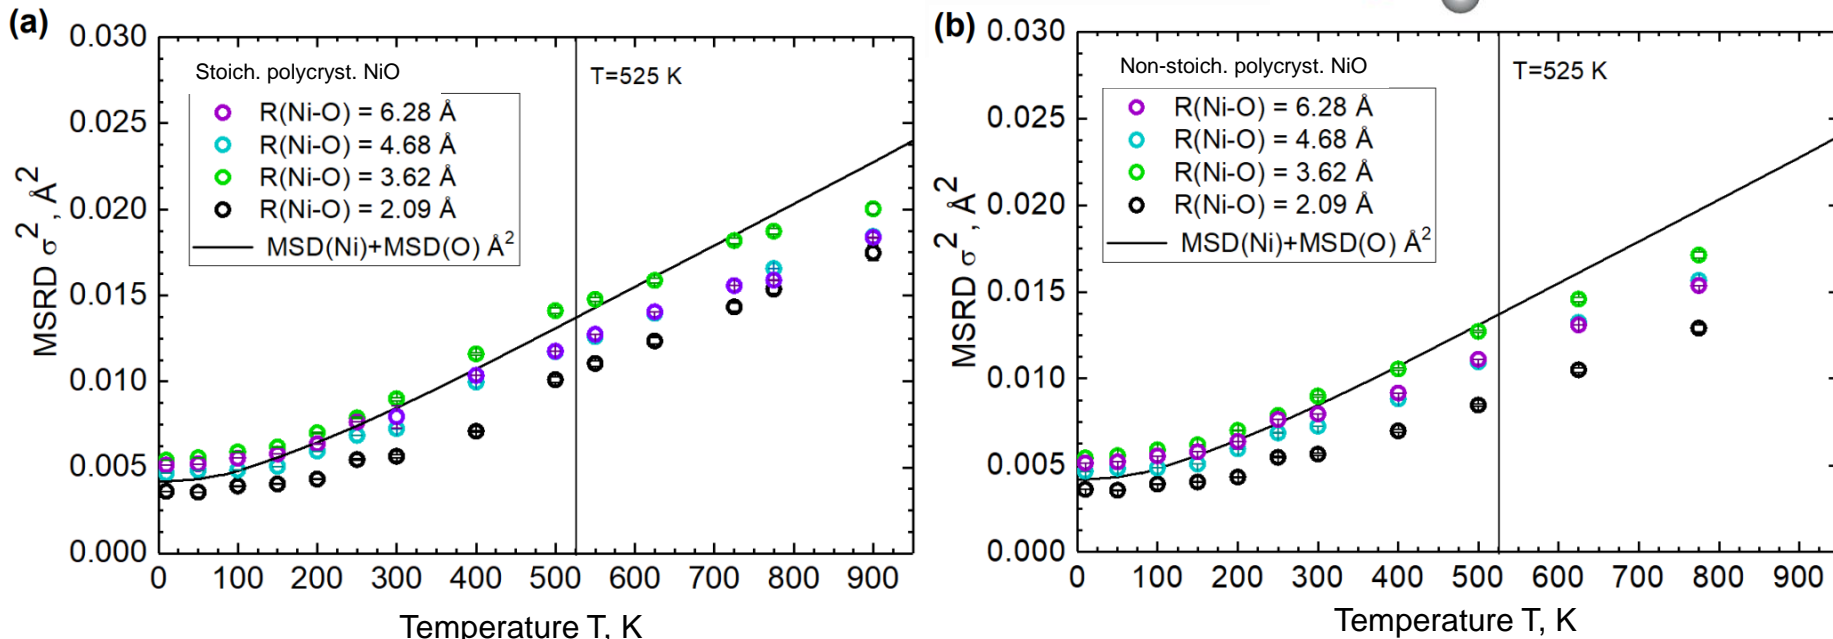 (a)
0.030
0.025
0.020
0.015
0.010
0.005
0.000
MSRD σ², Å²
Stoich. polycryst. NiO
R(Ni-O) = 6.28 Å
R(Ni-O) = 4.68 Å
R(Ni-O) = 3.62 Å
R(Ni-O) = 2.09 Å
MSD(Ni)+MSD(O) Å²
T=525 K
0 100 200 300 400 500 600 700 800 900
Temperature T, K
(b)
0.030
0.025
0.020
0.015
0.010
0.005
0.000
MSRD σ², Å²
Non-stoich. polycryst. NiO
R(Ni-O) = 6.28 Å
R(Ni-O) = 4.68 Å
R(Ni-O) = 3.62 Å
R(Ni-O) = 2.09 Å
MSD(Ni)+MSD(O) Å²
T=525 K
0 100 200 300 400 500 600 700 800 900
Temperature T, K